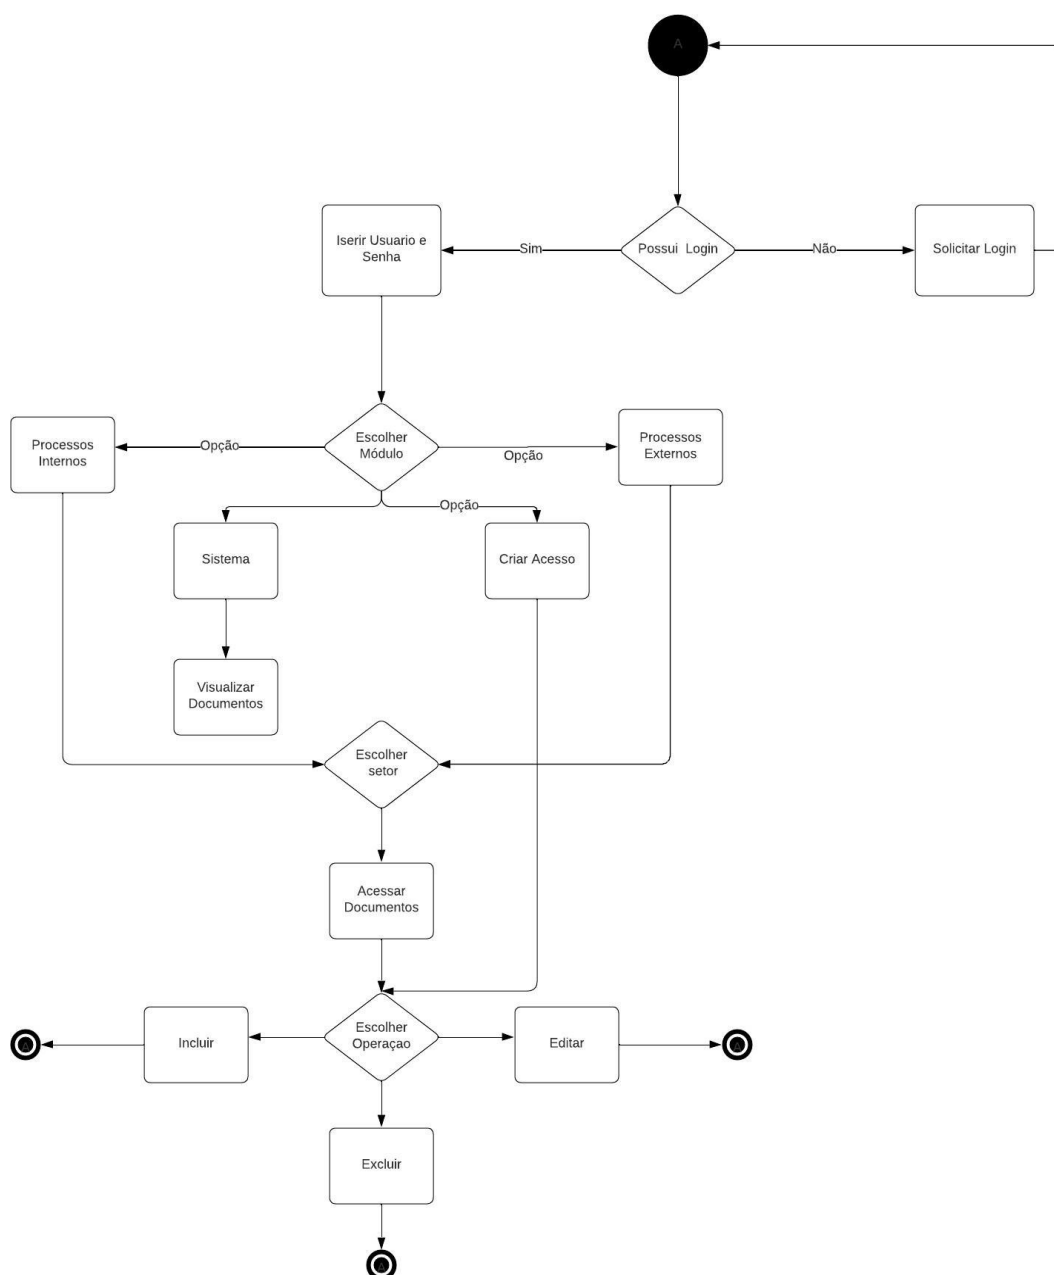 A
Iserir Usuario e
Senha
Sim
Possui Login
Não
Solicitar Login
Processos
Internos
Opção
Escolher
Módulo
Opção
Processos
Externos
Opção
Sistema
Criar Acesso
Visualizar
Documentos
Escolher
setor
Acessar
Documentos
A
Incluir
Escolher
Operaçao
Editar
A
Excluir
A